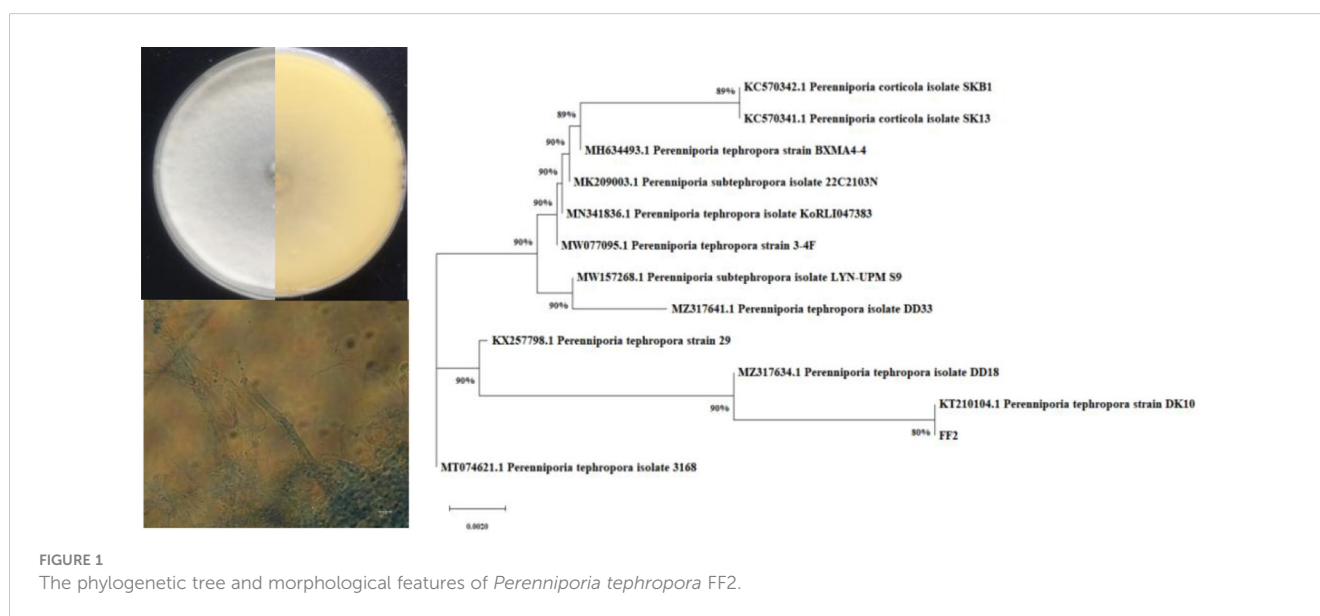 89%
KC570342.1 Perenniporia corticola isolate SKB1
KC570341.1 Perenniporia corticola isolate SK13
89%
MH634493.1 Perenniporia tephropora strain BXMA4-4
90%
MK209003.1 Perenniporia subtephropora isolate 22C2103N
90%
MN341836.1 Perenniporia tephropora isolate KoRLI047383
90%
MW077095.1 Perenniporia tephropora strain 3-4F
90%
MW157268.1 Perenniporia subtephropora isolate LYN-UPM S9
90%
MZ317641.1 Perenniporia tephropora isolate DD33
KX257798.1 Perenniporia tephropora strain 29
90%
MZ317634.1 Perenniporia tephropora isolate DD18
90%
KT210104.1 Perenniporia tephropora strain DK10
80%
FF2
MT074621.1 Perenniporia tephropora isolate 3168
0.0020
FIGURE 1
The phylogenetic tree and morphological features of Perenniporia tephropora FF2.